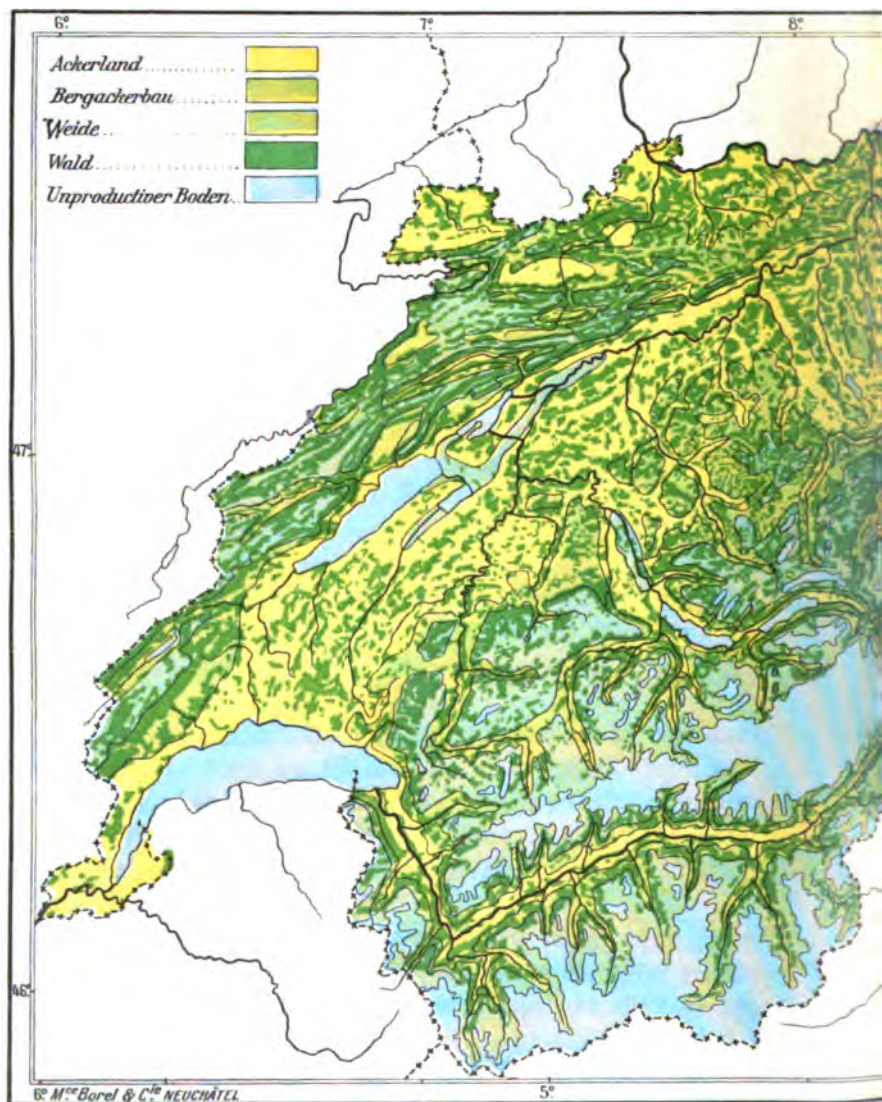 6°. 7° 8°
Ackerland
Bergackerbau
Weide
Wald
Unproductiver Boden
47°
46°
6° M.ce Borel & C.ie NEUCHÂTEL 5°